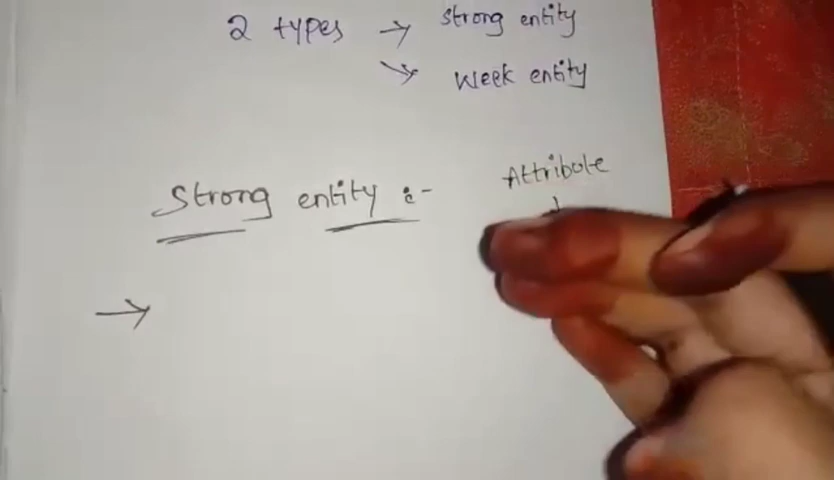 2 types → strong entity
→ week entity
Attribute
Strong entity :-
→